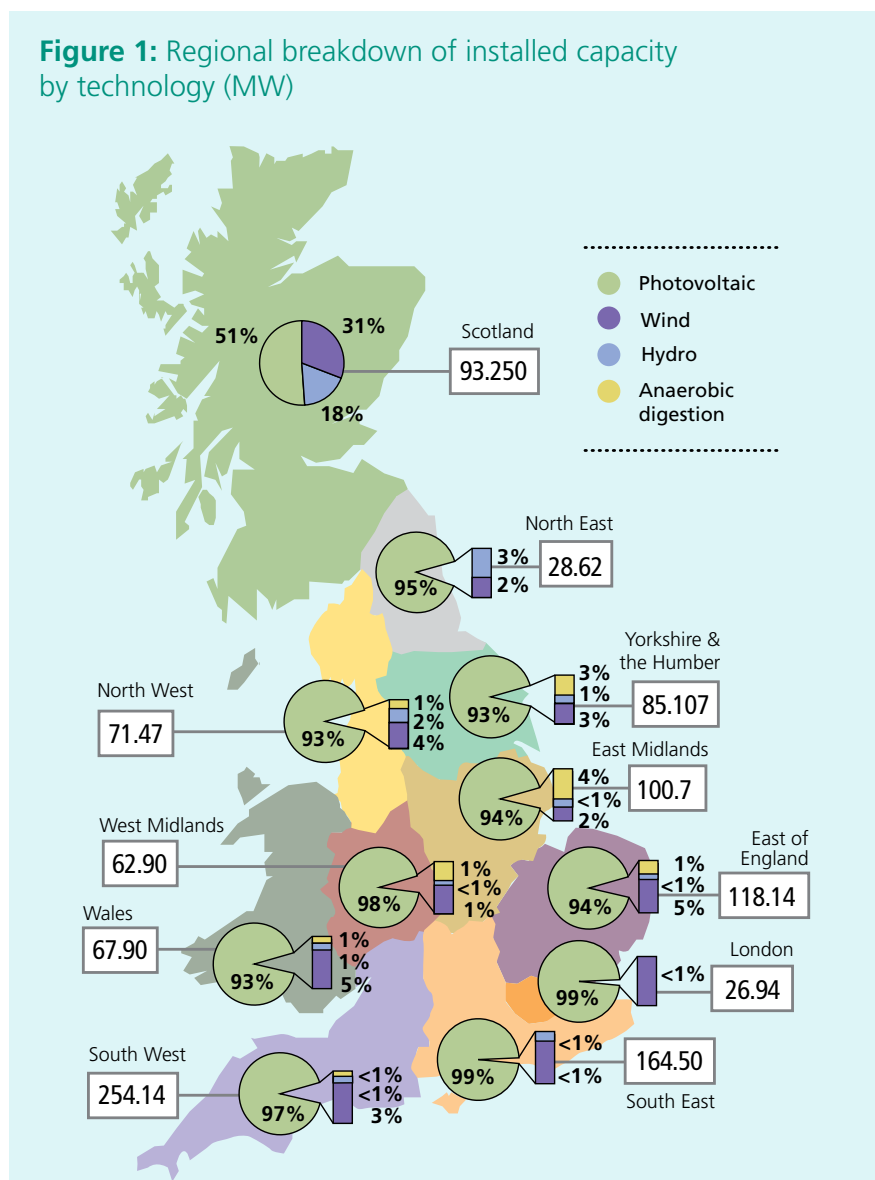 Figure 1: Regional breakdown of installed capacity
by technology (MW)
Photovoltaic
Wind
Hydro
Anaerobic
digestion
51%
31%
18%
Scotland
93.250
North East
28.62
95%
3%
2%
Yorkshire &
the Humber
85.107
93%
3%
1%
3%
North West
71.47
93%
1%
2%
4%
East Midlands
100.7
94%
4%
<1%
2%
West Midlands
62.90
98%
1%
<1%
1%
East of
England
118.14
94%
1%
<1%
5%
Wales
67.90
93%
1%
1%
5%
London
26.94
99%
<1%
South West
254.14
97%
<1%
<1%
3%
99%
<1%
<1%
164.50
South East